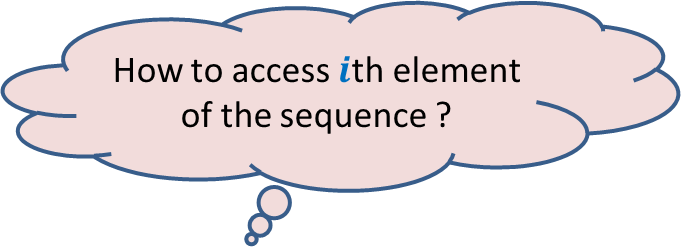 How to access ith element
of the sequence ?